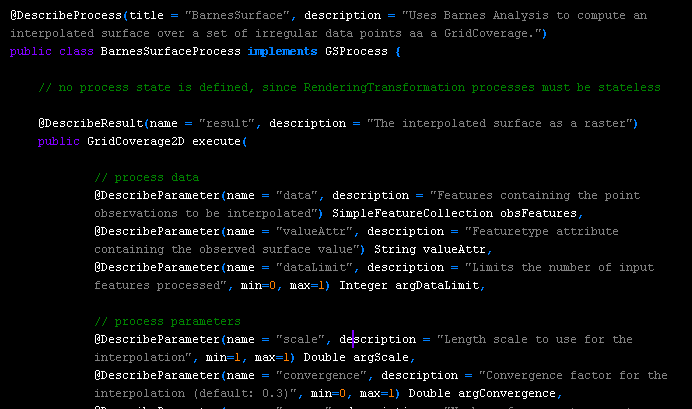 @DescribeProcess(title = "BarnesSurface", description = "Uses Barnes Analysis to compute an
interpolated surface over a set of irregular data points aa a GridCoverage.")
public class BarnesSurfaceProcess implements GSProcess {
// no process state is defined, since RenderingTransformation processes must be stateless
@DescribeResult(name = "result", description = "The interpolated surface as a raster")
public GridCoverage2D execute(
// process data
@DescribeParameter(name = "data", description = "Features containing the point
observations to be interpolated") SimpleFeatureCollection obsFeatures,
@DescribeParameter(name = "valueAttr", description = "Featuretype attribute
containing the observed surface value") String valueAttr,
@DescribeParameter(name = "dataLimit", description = "Limits the number of input
features processed", min=0, max=1) Integer argDataLimit,
// process parameters
@DescribeParameter(name = "scale", description = "Length scale to use for the
interpolation", min=1, max=1) Double argScale,
@DescribeParameter(name = "convergence", description = "Convergence factor for the
interpolation (default: 0.3)", min=0, max=1) Double argConvergence,